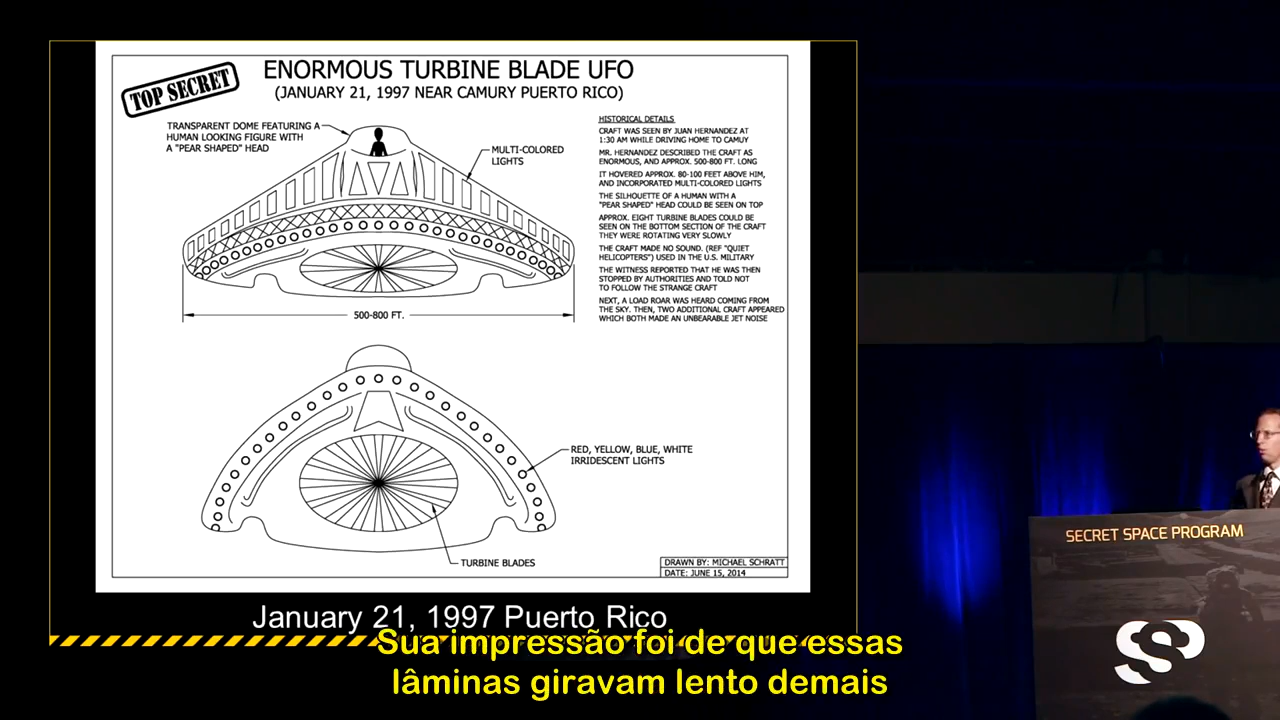 TOP SECRET
ENORMOUS TURBINE BLADE UFO
(JANUARY 21, 1997 NEAR CAMURY PUERTO RICO)
TRANSPARENT DOME FEATURING A
HUMAN LOOKING FIGURE WITH
A "PEAR SHAPED" HEAD
MULTI-COLORED
LIGHTS
HISTORICAL DETAILS
CRAFT WAS SEEN BY JUAN HERNANDEZ AT
1:30 AM WHILE DRIVING HOME TO CAMUY
MR. HERNANDEZ DESCRIBED THE CRAFT AS
ENORMOUS, AND APPROX. 500-800 FT. LONG
IT HOVERED APPROX. 80-100 FEET ABOVE HIM,
AND INCORPORATED MULTI-COLORED LIGHTS
THE SILHOUETTE OF A HUMAN WITH A
"PEAR SHAPED" HEAD COULD BE SEEN ON TOP
APPROX. EIGHT TURBINE BLADES COULD BE
SEEN ON THE BOTTOM SECTION OF THE CRAFT
THEY WERE ROTATING VERY SLOWLY
THE CRAFT MADE NO SOUND. (REF "QUIET
HELICOPTERS") USED IN THE U.S. MILITARY
THE WITNESS REPORTED THAT HE WAS THEN
STOPPED BY AUTHORITIES AND TOLD NOT
TO FOLLOW THE STRANGE CRAFT
NEXT, A LOAD ROAR WAS HEARD COMING FROM
THE SKY. THEN, TWO ADDITIONAL CRAFT APPEARED
WHICH BOTH MADE AN UNBEARABLE JET NOISE
500-800 FT.
RED, YELLOW, BLUE, WHITE
IRRIDESCENT LIGHTS
TURBINE BLADES
DRAWN BY: MICHAEL SCHRATT
DATE: JUNE 15, 2014
January 21, 1997 Puerto Rico
SECRET SPACE PROGRAM
SSP
Sua impressão foi de que essas
lâminas giravam lento demais